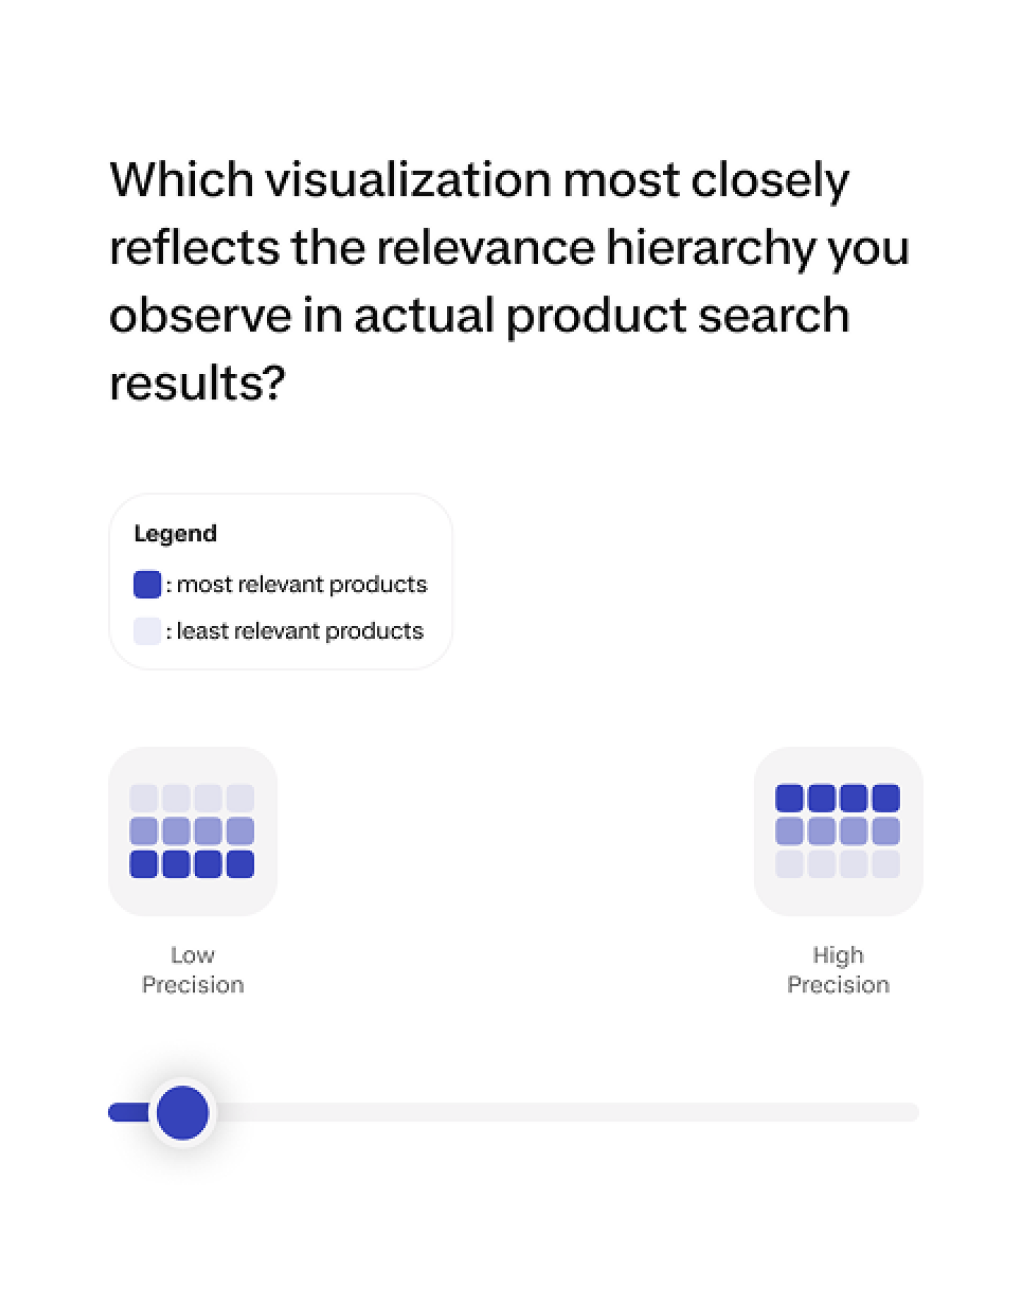 Which visualization most closely
reflects the relevance hierarchy you
observe in actual product search
results?
Legend
: most relevant products
: least relevant products
Low
Precision
High
Precision